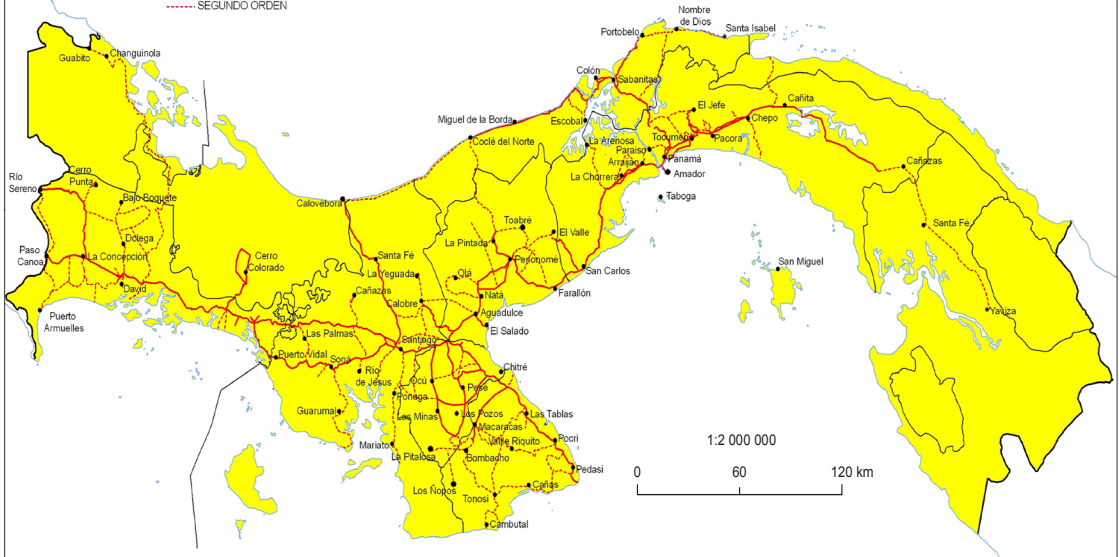 SEGUNDO ORDEN
Nombre
de Dios
Portobelo
Santa Isabel
Guabito
Changuinola
Colón
Sabanitas
Miguel de la Borda
Escobal
El Jefe
Cañita
Chepo
Coclé del Norte
La Arenosa
Tocumen
Pacora
Paraiso
Arraiján
Panamá
Amador
La Chorrera
Taboga
Cañazas
Río
Sereno
Cerro
Punta
Bajo Boquete
Calovébora
Toabré
Santa Fé
Dolega
La Pintada
El Valle
Paso
Canoa
La Concepción
Cerro
Colorado
Santa Fé
Penonomé
San Carlos
San Miguel
La Yeguada
Olá
David
Cañazas
Calobre
Natá
Farallón
Puerto
Armuelles
Aguadulce
Yaviza
El Salado
Las Palmas
Santiago
Puerto Vidal
Soná
Río
de Jesús
Chitré
Ocú
Pesé
Ponuga
Guarumal
Las Minas
Los Pozos
Las Tablas
Macaracas
Mariato
Valle Riquito
Pocrí
La Pitalosa
Bombacho
Pedasí
Los Ñopos
Cañas
Tonosí
Cambutal
1:2 000 000
0 60 120 km